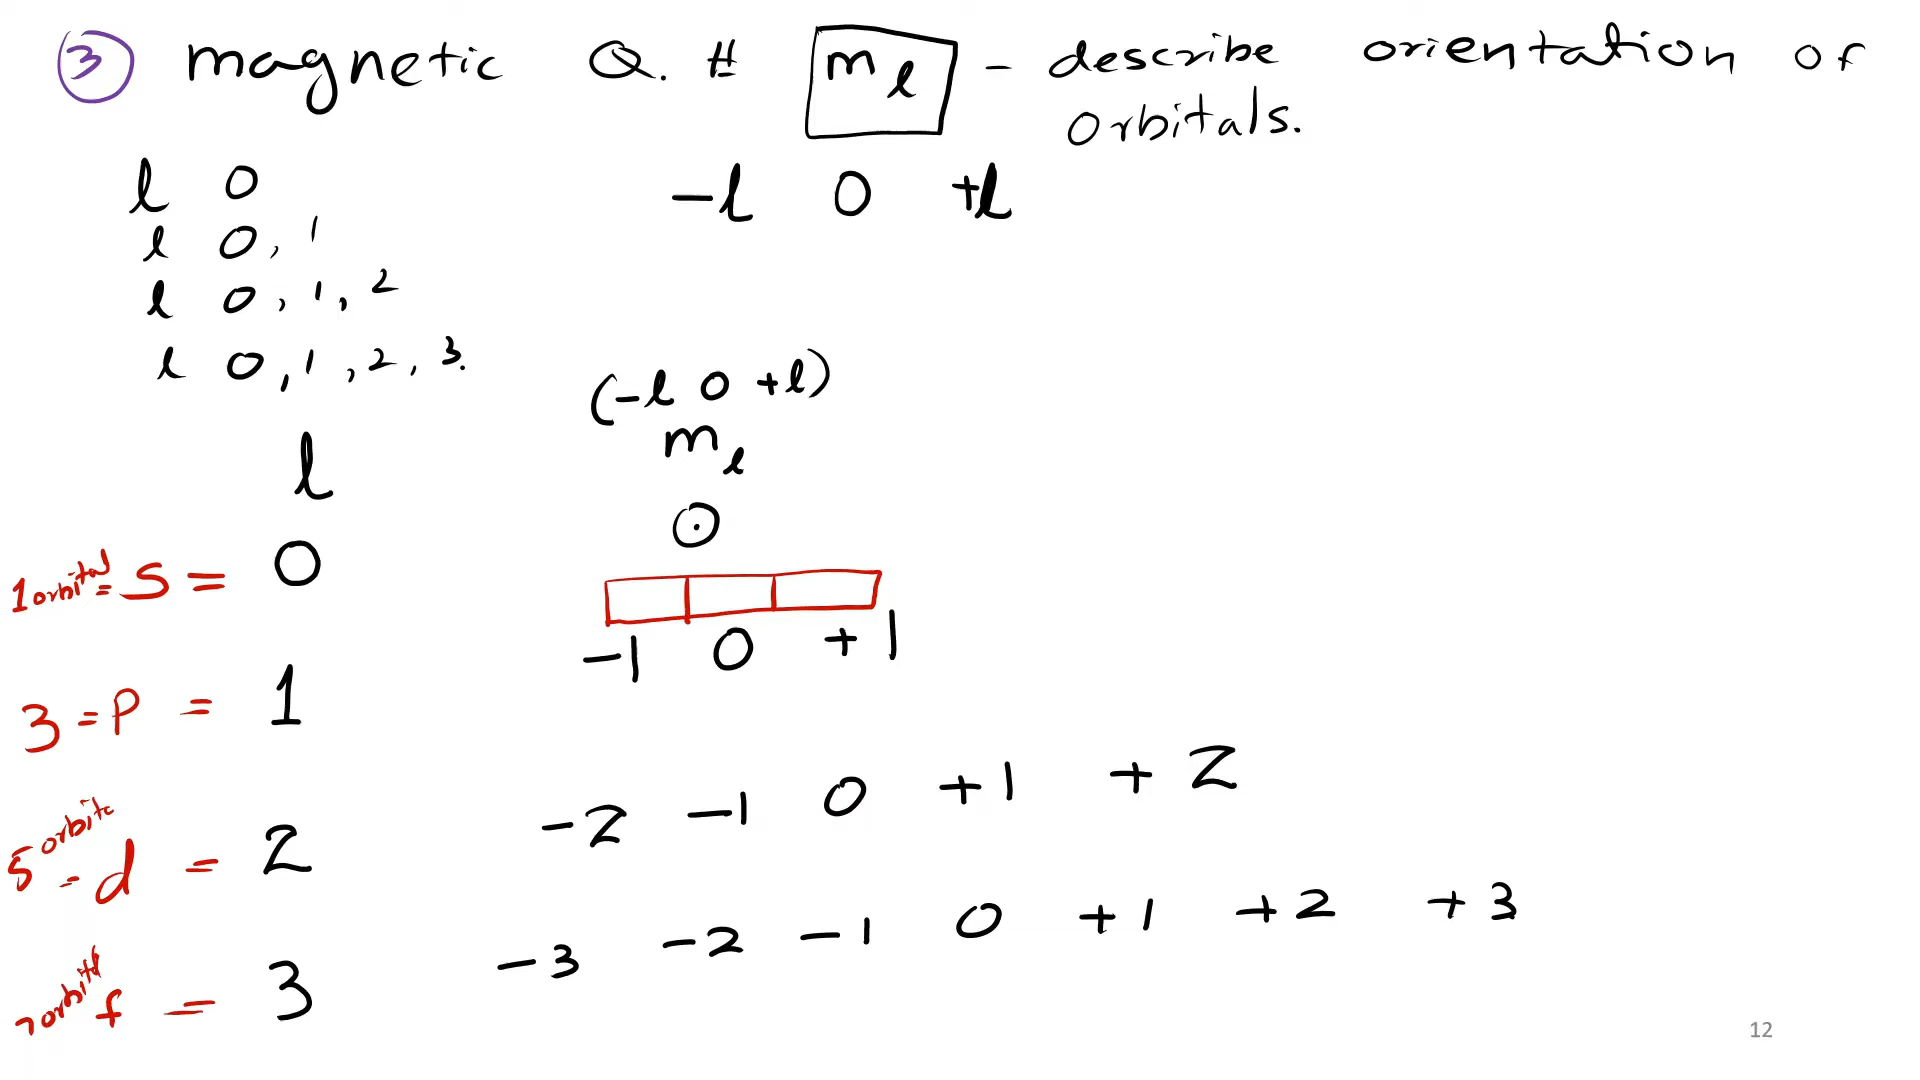 3 magnetic Q. # mℓ - describe orientation of
orbitals.
ℓ 0
-ℓ 0 +ℓ
ℓ 0, 1
ℓ 0, 1, 2
ℓ 0, 1, 2, 3.
(-ℓ 0 +ℓ)
ℓ mℓ
1 orbital = s = 0 0
-1 0 +1
3 = p = 1
5 orbita = d = 2 -2 -1 0 +1 +2
7 orbital f = 3 -3 -2 -1 0 +1 +2 +3
12